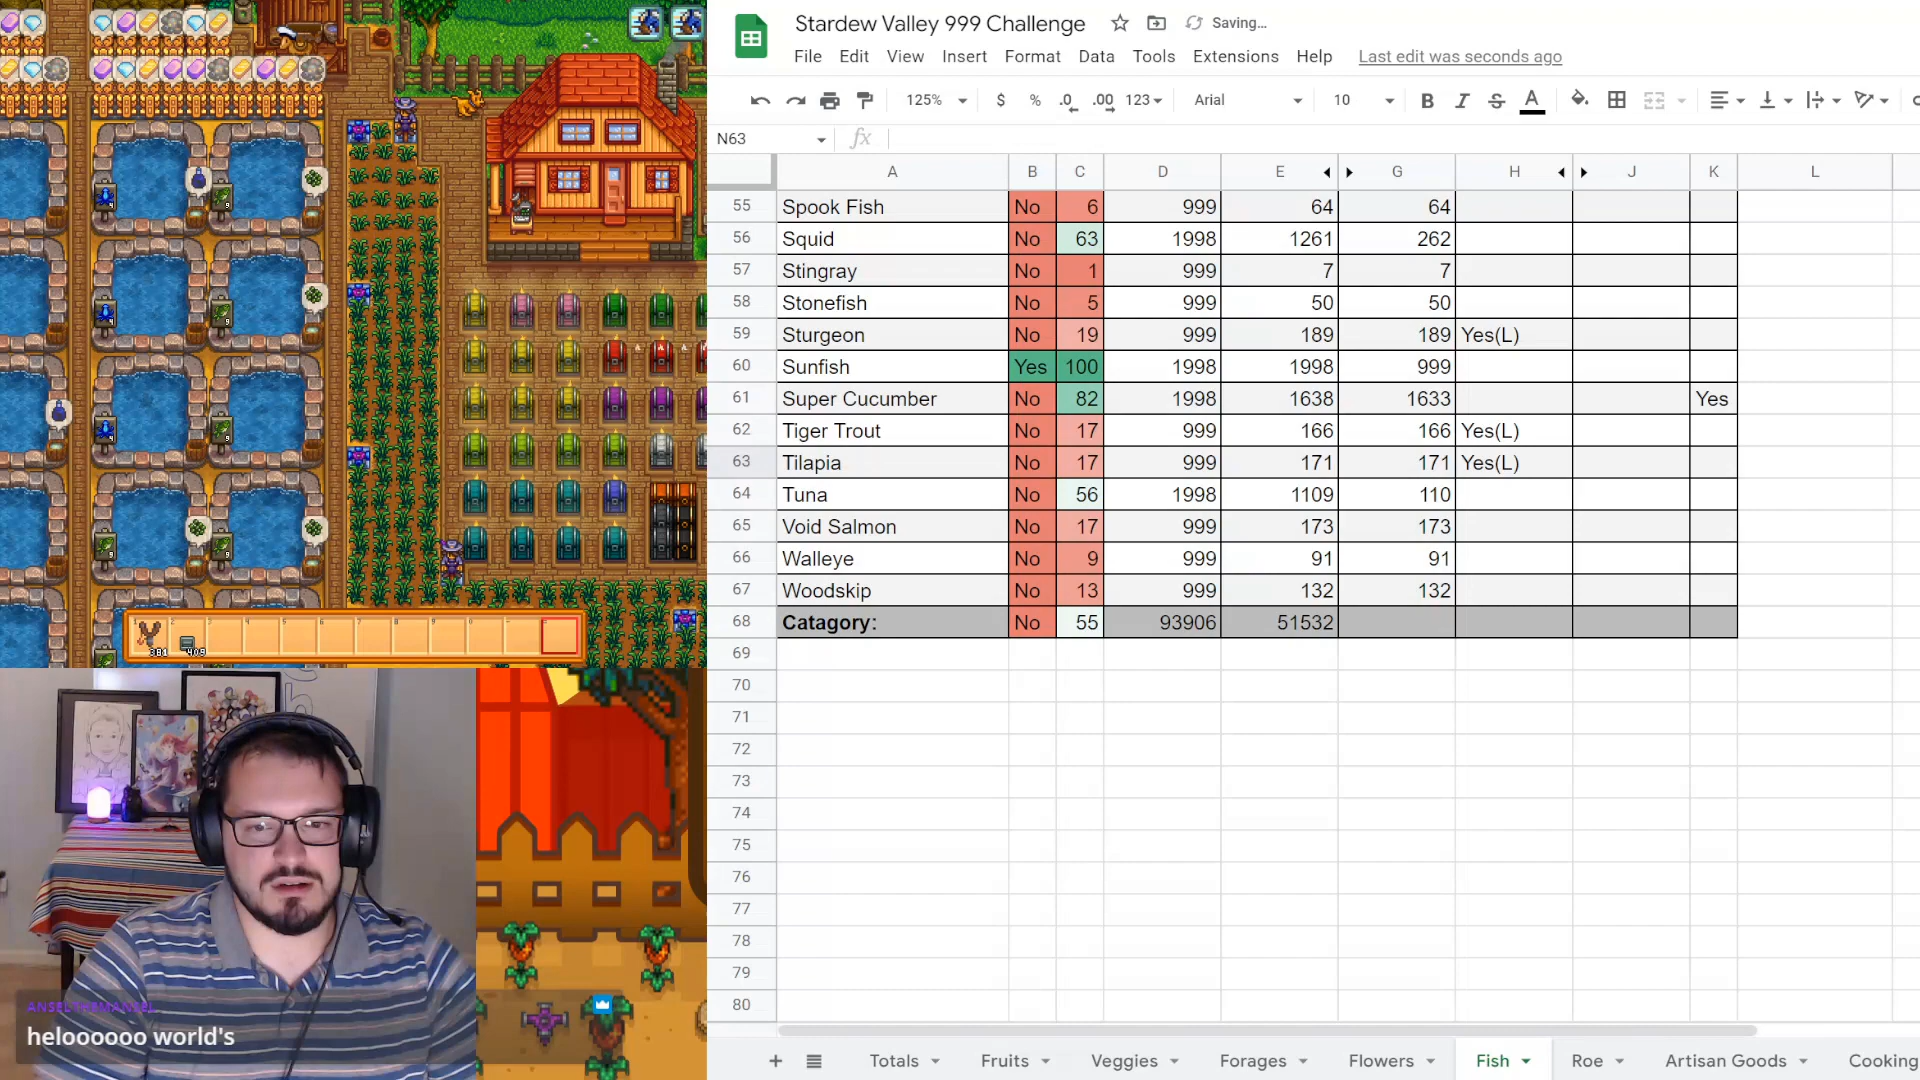 Stardew Valley 999 Challenge
Saving...
File Edit View Insert Format Data Tools Extensions Help Last edit was seconds ago
125% $ % .0 .00 123 Arial 10 B I S A
N63 fx
A B C D E G H J K L
55 Spook Fish No 6 999 64 64
56 Squid No 63 1998 1261 262
57 Stingray No 1 999 7 7
58 Stonefish No 5 999 50 50
59 Sturgeon No 19 999 189 189 Yes(L)
60 Sunfish Yes 100 1998 1998 999
61 Super Cucumber No 82 1998 1638 1633 Yes
62 Tiger Trout No 17 999 166 166 Yes(L)
63 Tilapia No 17 999 171 171 Yes(L)
64 Tuna No 56 1998 1109 110
65 Void Salmon No 17 999 173 173
66 Walleye No 9 999 91 91
67 Woodskip No 13 999 132 132
68 Catagory: No 55 93906 51532
69
70
71
72
73
74
75
76
77
78
79
80
381 409
heloooooo world's
+ Totals Fruits Veggies Forages Flowers Fish Roe Artisan Goods Cooking